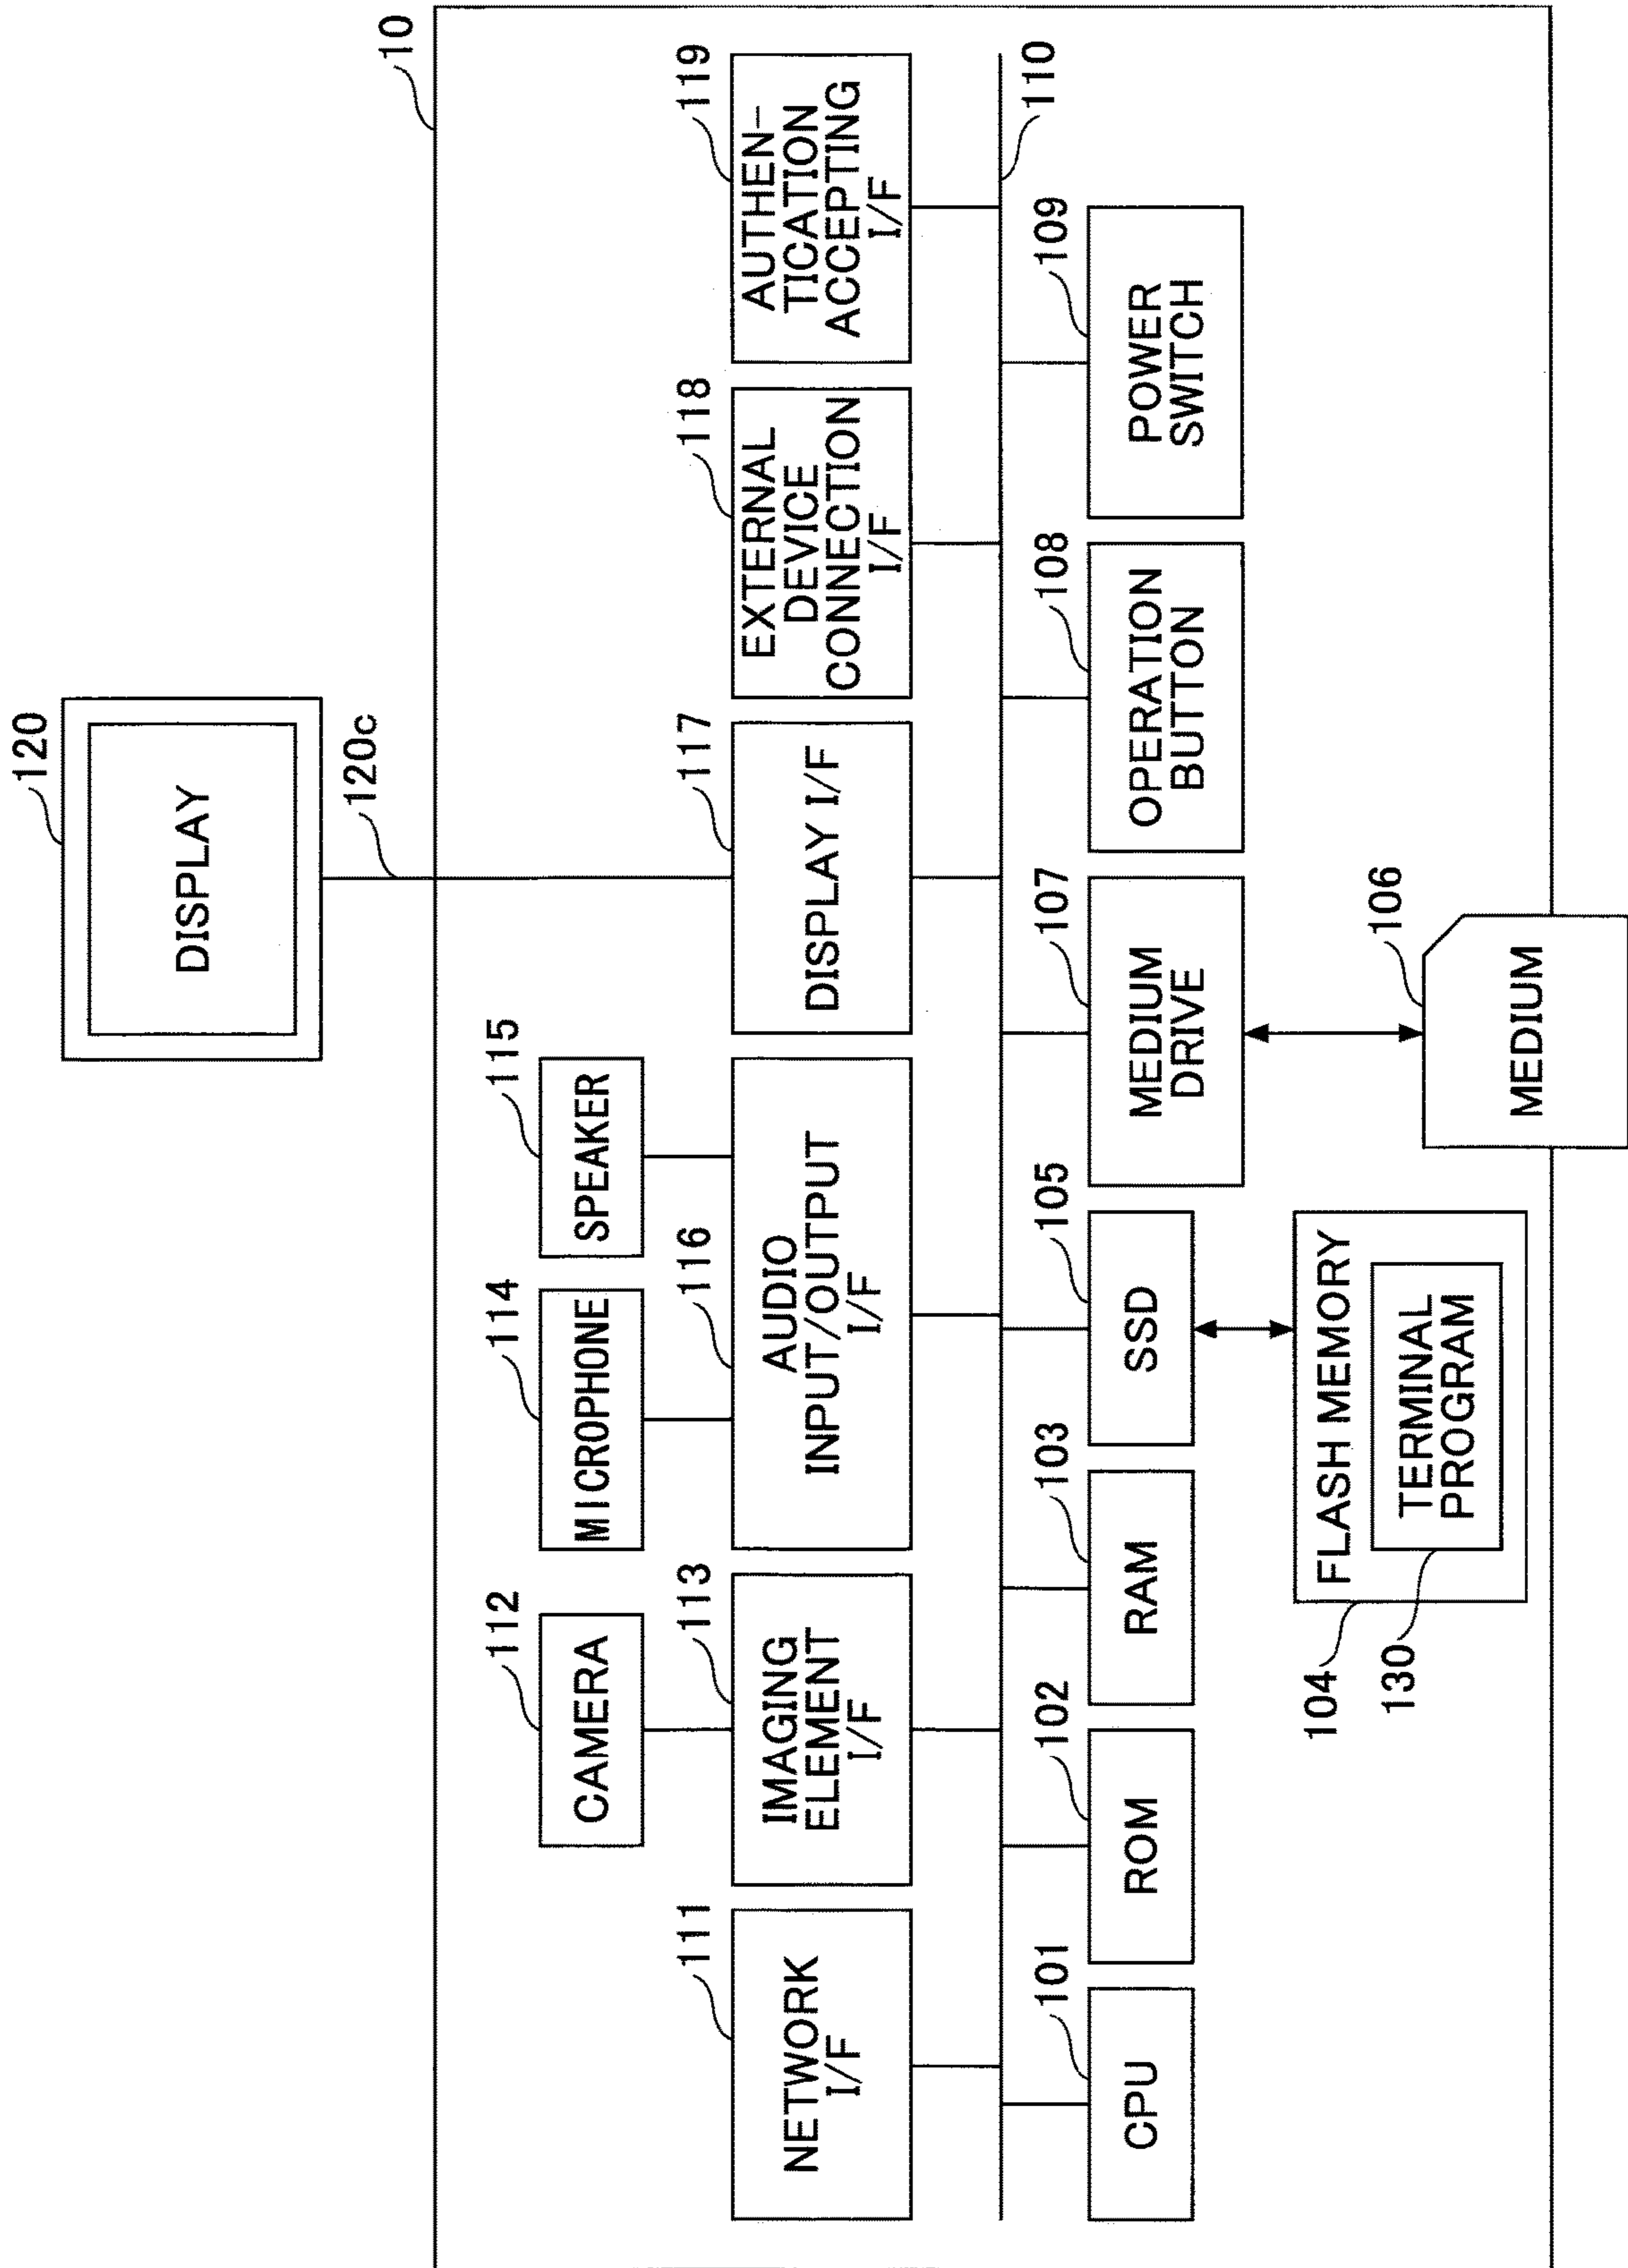 120
DISPLAY
120c
10
112
CAMERA
114
MICROPHONE
115
SPEAKER
111
NETWORK
I/F
113
IMAGING
ELEMENT
I/F
116
AUDIO
INPUT/OUTPUT
I/F
117
DISPLAY I/F
118
EXTERNAL
DEVICE
CONNECTION
I/F
119
AUTHEN-
TICATION
ACCEPTING
I/F
110
101
CPU
102
ROM
103
RAM
105
SSD
107
MEDIUM
DRIVE
108
OPERATION
BUTTON
109
POWER
SWITCH
104
FLASH MEMORY
130
TERMINAL
PROGRAM
106
MEDIUM